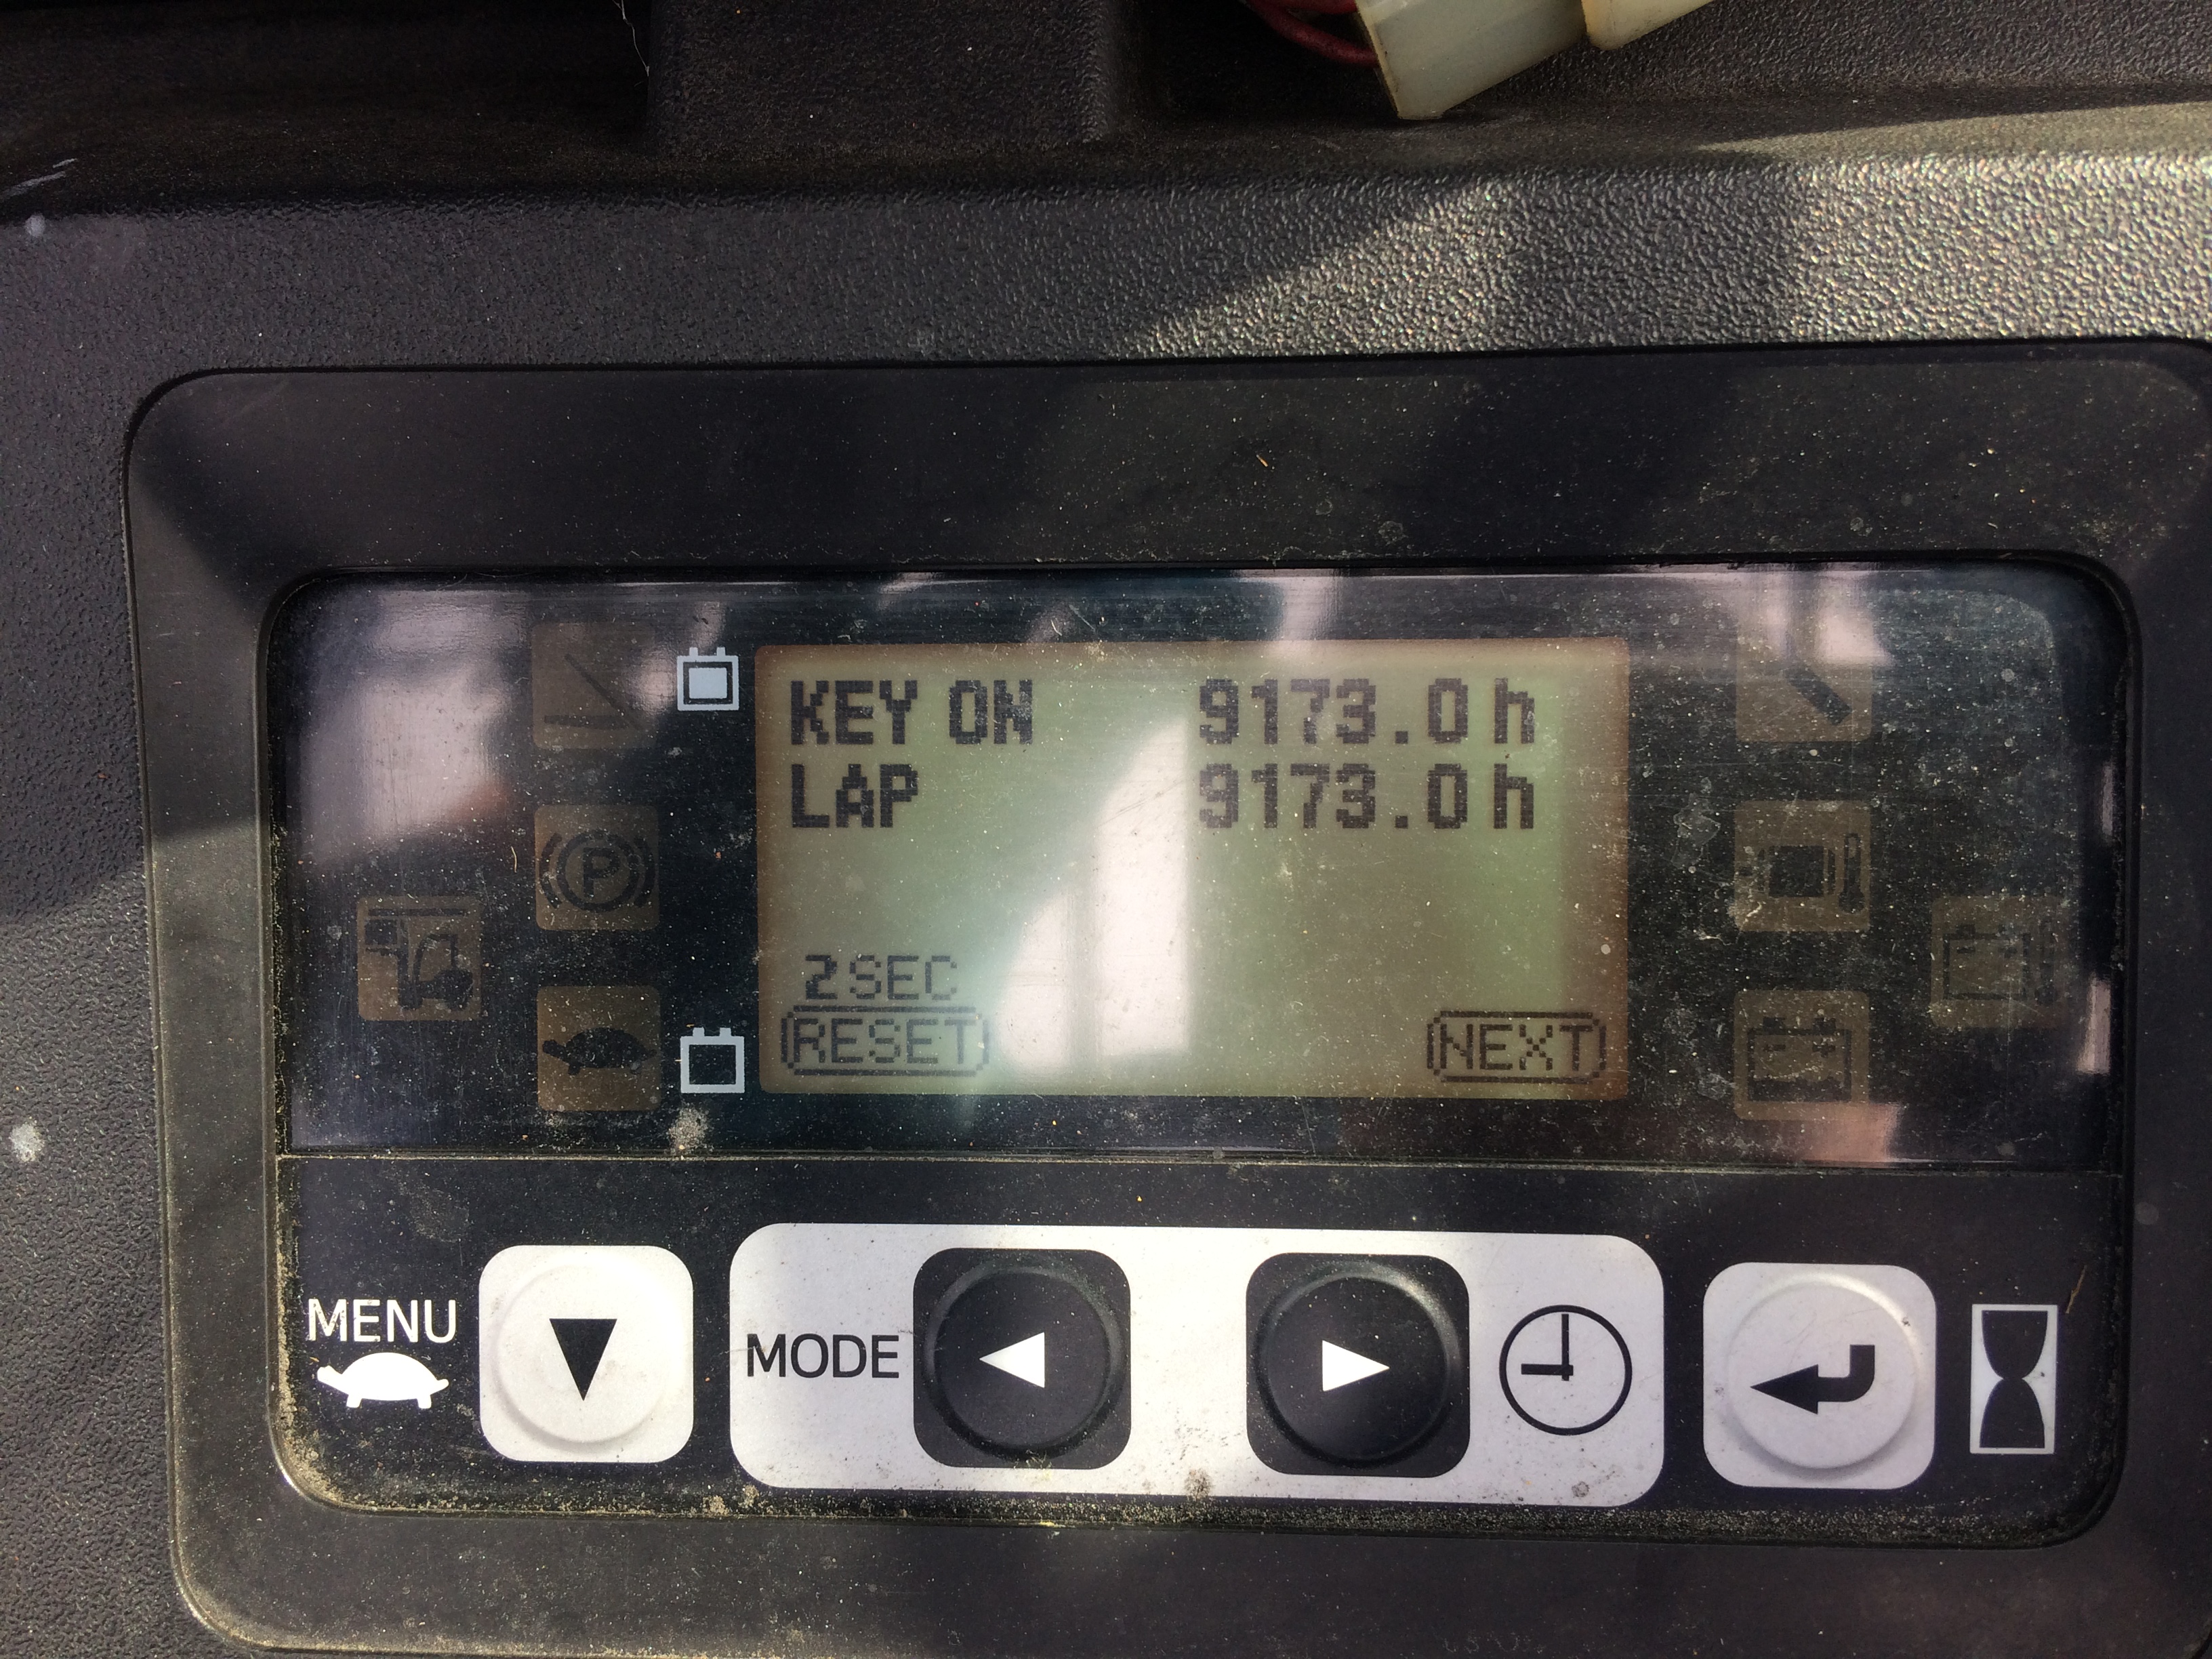 KEY ON 9173.0 h
LAP 9173.0 h
2 SEC
RESET NEXT
P
MENU
MODE